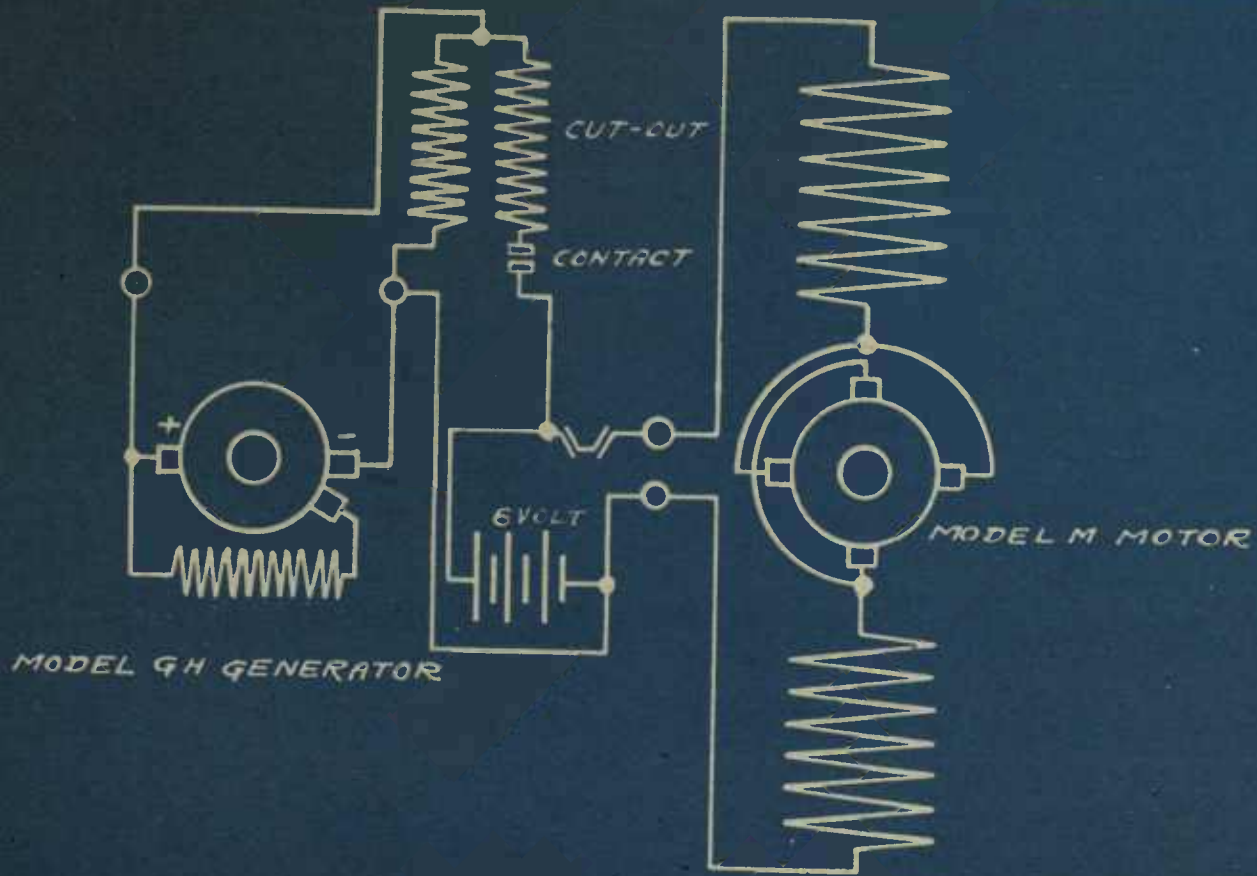 CUT-OUT
CONTACT
+
-
6 VOLT
MODEL M MOTOR
MODEL GH GENERATOR